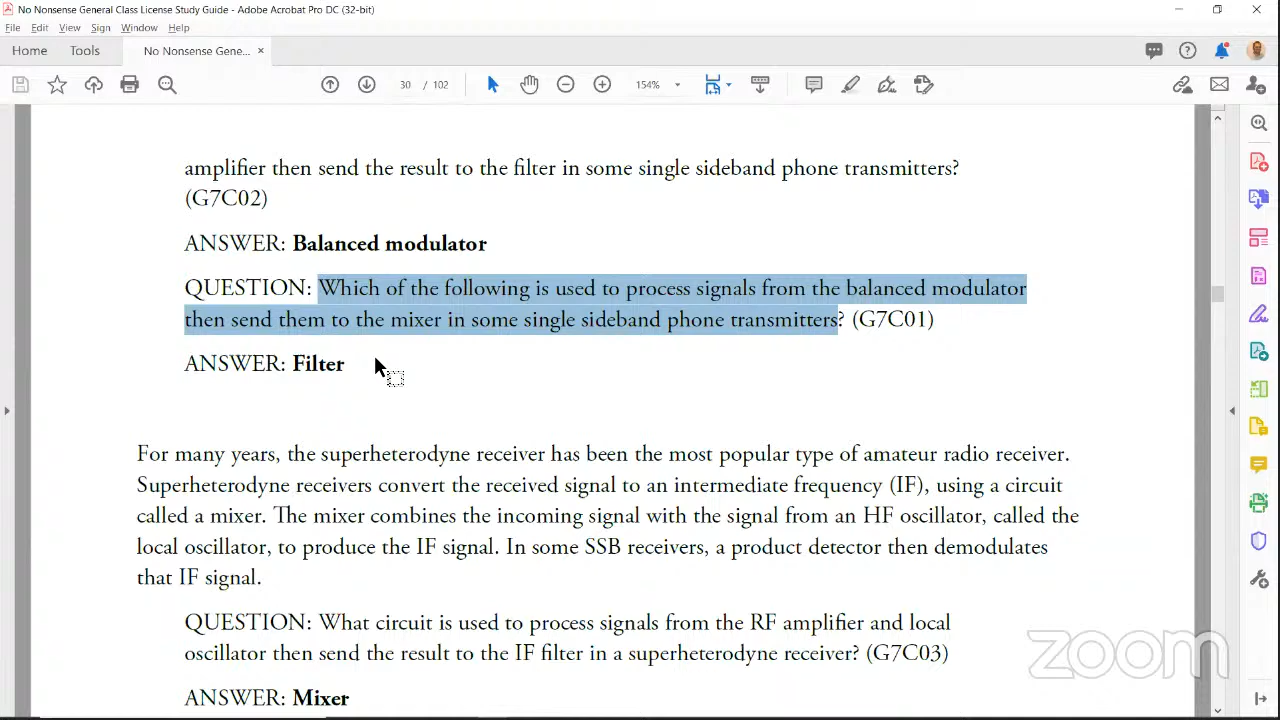 No Nonsense General Class License Study Guide - Adobe Acrobat Pro DC (32-bit)
File Edit View Sign Window Help
Home Tools No Nonsense Gene... ×
30 / 102 154%
amplifier then send the result to the filter in some single sideband phone transmitters?
(G7C02)
ANSWER: Balanced modulator
QUESTION: Which of the following is used to process signals from the balanced modulator
then send them to the mixer in some single sideband phone transmitters? (G7C01)
ANSWER: Filter
For many years, the superheterodyne receiver has been the most popular type of amateur radio receiver.
Superheterodyne receivers convert the received signal to an intermediate frequency (IF), using a circuit
called a mixer. The mixer combines the incoming signal with the signal from an HF oscillator, called the
local oscillator, to produce the IF signal. In some SSB receivers, a product detector then demodulates
that IF signal.
QUESTION: What circuit is used to process signals from the RF amplifier and local
oscillator then send the result to the IF filter in a superheterodyne receiver? (G7C03)
ANSWER: Mixer
zoom